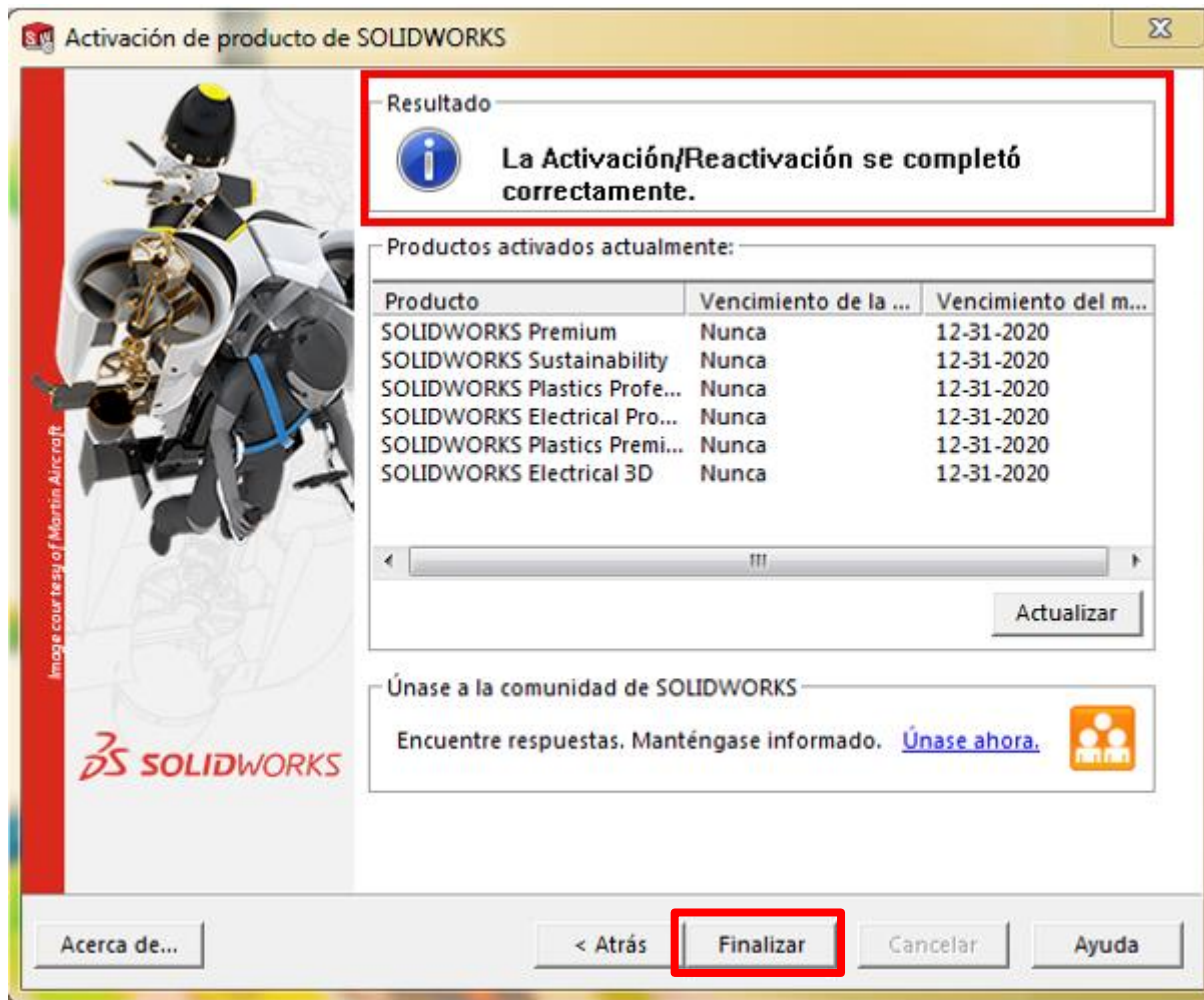 Activación de producto de SOLIDWORKS
Resultado
La Activación/Reactivación se completó
correctamente.
Productos activados actualmente:
Producto Vencimiento de la ... Vencimiento del m...
SOLIDWORKS Premium Nunca 12-31-2020
SOLIDWORKS Sustainability Nunca 12-31-2020
SOLIDWORKS Plastics Profe... Nunca 12-31-2020
SOLIDWORKS Electrical Pro... Nunca 12-31-2020
SOLIDWORKS Plastics Premi... Nunca 12-31-2020
SOLIDWORKS Electrical 3D Nunca 12-31-2020
Actualizar
Únase a la comunidad de SOLIDWORKS
Encuentre respuestas. Manténgase informado. Únase ahora.
Image courtesy of Martin Aircraft
SOLIDWORKS
Acerca de... < Atrás Finalizar Cancelar Ayuda